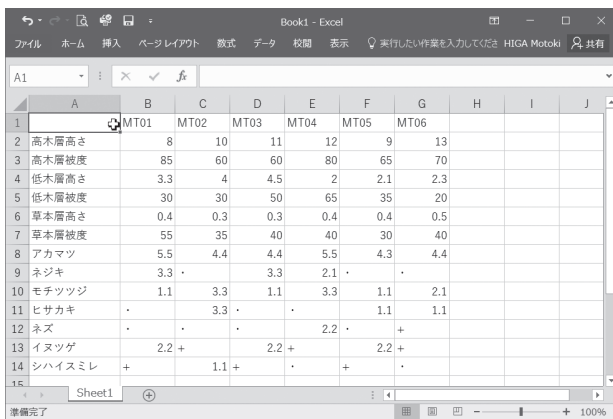 Book1 - Excel
ファイル ホーム 挿入 ページレイアウト 数式 データ 校閲 表示 実行したい作業を入力してくださ HIGA Motoki 共有
A1 fx
A B C D E F G H I J
1 MT01 MT02 MT03 MT04 MT05 MT06
2 高木層高さ 8 10 11 12 9 13
3 高木層被度 85 60 60 80 65 70
4 低木層高さ 3.3 4 4.5 2 2.1 2.3
5 低木層被度 30 30 50 65 35 20
6 草本層高さ 0.4 0.3 0.3 0.4 0.4 0.5
7 草本層被度 55 35 40 40 30 40
8 アカマツ 5.5 4.4 4.4 5.5 4.3 4.4
9 ネジキ 3.3 ・ 3.3 2.1 ・ ・
10 モチツツジ 1.1 3.3 1.1 3.3 1.1 2.1
11 ヒサカキ ・ 3.3 ・ ・ 1.1 1.1
12 ネズ ・ ・ ・ 2.2 ・ +
13 イヌツゲ 2.2 + 2.2 + 2.2 +
14 シハイスミレ + 1.1 + ・ + ・
15
Sheet1
準備完了 100%